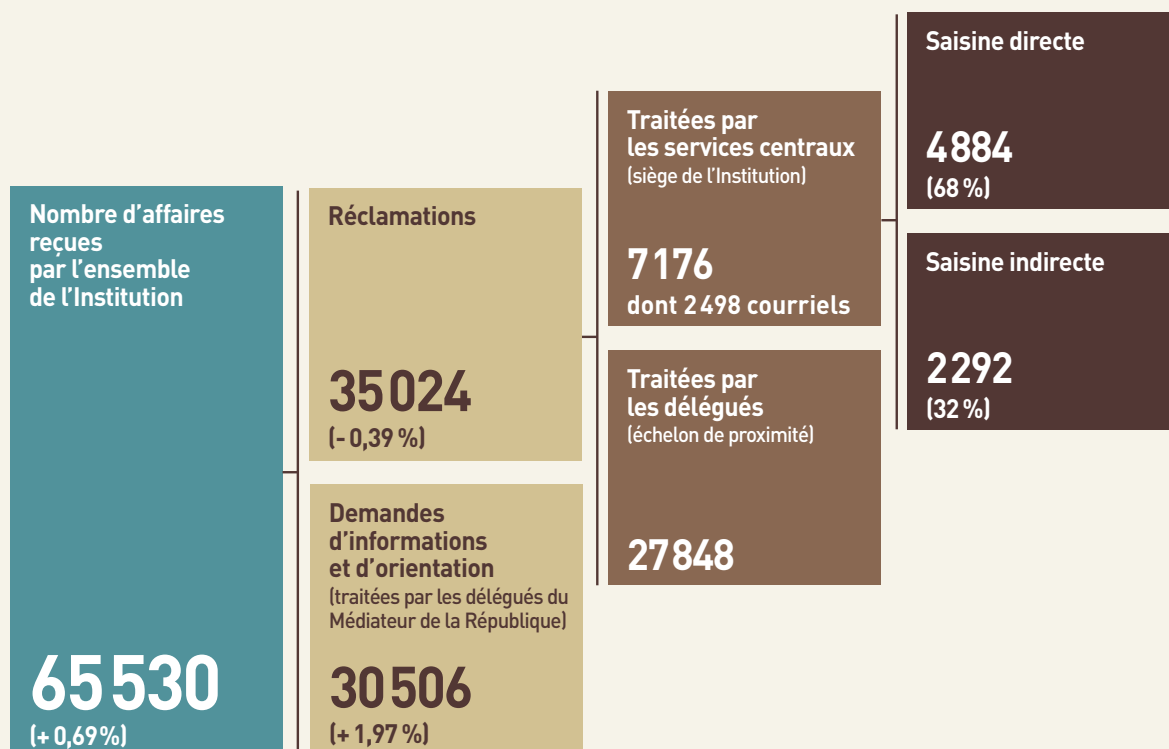 Nombre d'affaires
reçues
par l'ensemble
de l'Institution
65 530
(+ 0,69%)
Réclamations
35 024
(- 0,39 %)
Demandes
d'informations
et d'orientation
(traitées par les délégués du
Médiateur de la République)
30 506
(+ 1,97 %)
Traitées par
les services centraux
(siège de l'Institution)
7 176
dont 2 498 courriels
Traitées par
les délégués
(échelon de proximité)
27 848
Saisine directe
4 884
(68 %)
Saisine indirecte
2 292
(32 %)